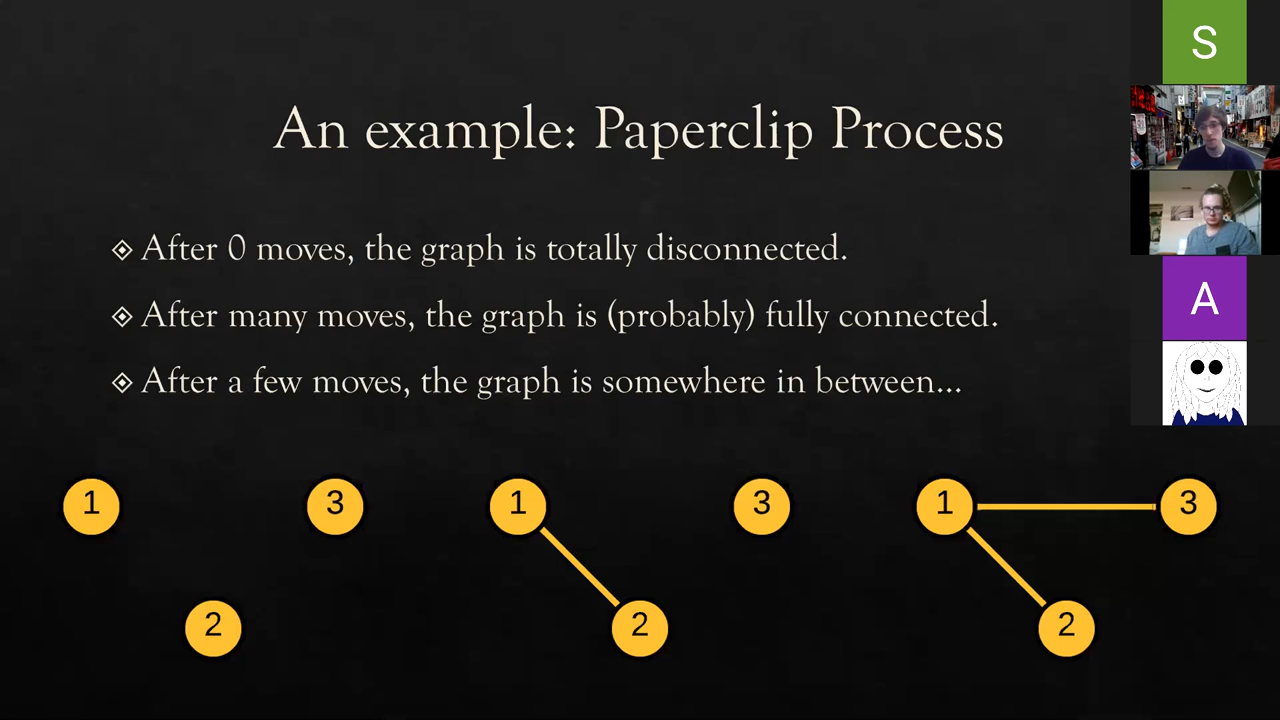 An example: Paperclip Process
After 0 moves, the graph is totally disconnected.
After many moves, the graph is (probably) fully connected.
After a few moves, the graph is somewhere in between...
1 3 1 3 1 3
2 2 2
S
A